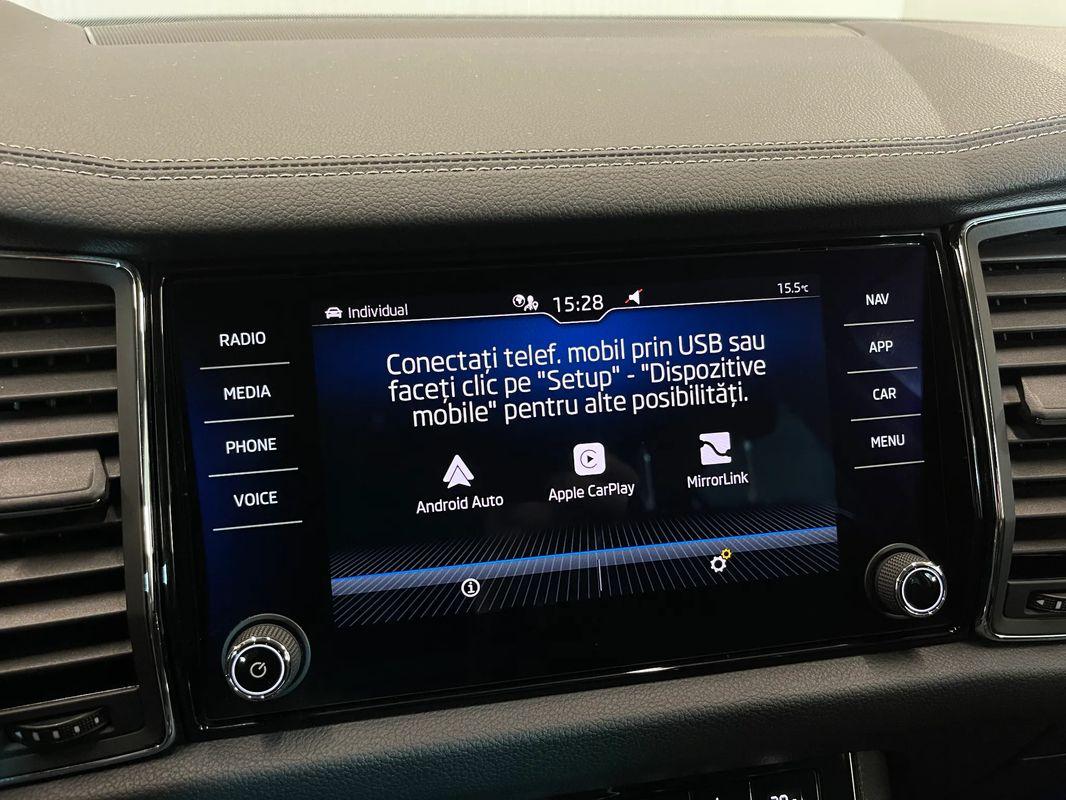 Individual
15:28
15.5°C
RADIO
MEDIA
PHONE
VOICE
Conectați telef. mobil prin USB sau
faceți clic pe "Setup" - "Dispozitive
mobile" pentru alte posibilități.
Android Auto
Apple CarPlay
MirrorLink
NAV
APP
CAR
MENU